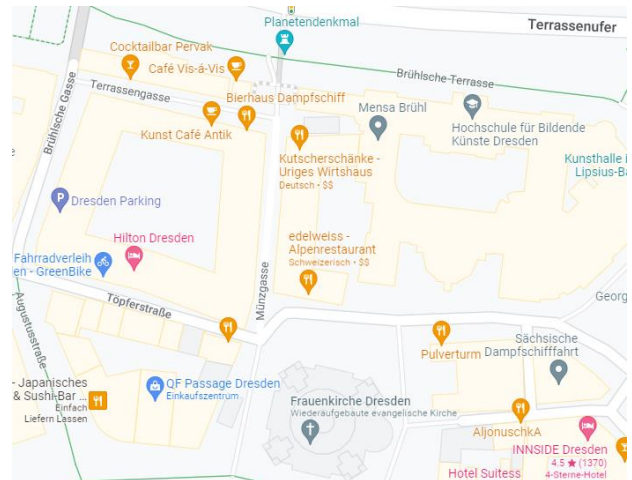 Planetendenkmal
Terrassenufer
Cocktailbar Pervak
Café Vis-á-Vis
Brühlsche Terrasse
Brühlsche Gasse
Terrassengasse
Bierhaus Dampfschiff
Mensa Brühl
Hochschule für Bildende
Künste Dresden
Kunst Café Antik
Kutscherschänke -
Uriges Wirtshaus
Deutsch • $$
Kunsthalle i
Lipsius-Ba
P
Dresden Parking
Hilton Dresden
edelweiss -
Alpenrestaurant
Schweizerisch • $$
Fahrradverleih
en - GreenBike
Münzgasse
Georg
Töpferstraße
Augustusstraße
Pulverturm
Sächsische
Dampfschifffahrt
- Japanisches
& Sushi-Bar ...
Einfach
Liefern Lassen
QF Passage Dresden
Einkaufszentrum
Frauenkirche Dresden
Wiederaufgebaute evangelische Kirche
AljonuschkA
INNSIDE Dresden
4.5 ★ (1370)
4-Sterne-Hotel
Hotel Suitess